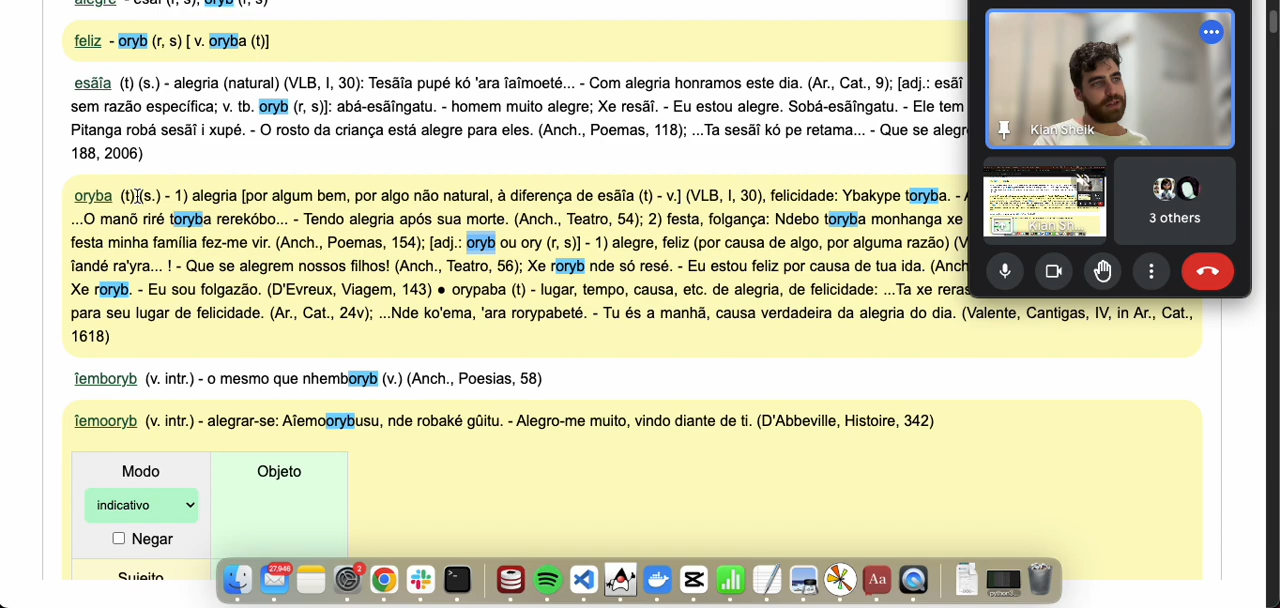 alegre - esãî (r, s); oryb (r, s)
feliz - oryb (r, s) [ v. oryba (t)]
esãîa (t) (s.) - alegria (natural) (VLB, I, 30): Tesãîa pupé kó 'ara îaîmoeté... - Com alegria honramos este dia. (Ar., Cat., 9); [adj.: esãî
sem razão específica; v. tb. oryb (r, s)]: abá-esãîngatu. - homem muito alegre; Xe resãî. - Eu estou alegre. Sobá-esãîngatu. - Ele tem
Pitanga robá sesãî i xupé. - O rosto da criança está alegre para eles. (Anch., Poemas, 118); ...Ta sesãî kó pe retama... - Que se alegre
188, 2006)
oryba (t) (s.) - 1) alegria [por algum bem, por algo não natural, à diferença de esãîa (t) - v.] (VLB, I, 30), felicidade: Ybakype toryba. -
...O manõ riré toryba rerekóbo... - Tendo alegria após sua morte. (Anch., Teatro, 54); 2) festa, folgança: Ndebo toryba monhanga xe
festa minha família fez-me vir. (Anch., Poemas, 154); [adj.: oryb ou ory (r, s)] - 1) alegre, feliz (por causa de algo, por alguma razão)
îandé ra'yra... ! - Que se alegrem nossos filhos! (Anch., Teatro, 56); Xe roryb nde só resé. - Eu estou feliz por causa de tua ida. (Anch
Xe roryb. - Eu sou folgazão. (D'Evreux, Viagem, 143) ● orypaba (t) - lugar, tempo, causa, etc. de alegria, de felicidade: ...Ta xe reras
para seu lugar de felicidade. (Ar., Cat., 24v); ...Nde ko'ema, 'ara rorypabeté. - Tu és a manhã, causa verdadeira da alegria do dia. (Valente, Cantigas, IV, in Ar., Cat.,
1618)
îemboryb (v. intr.) - o mesmo que nhemboryb (v.) (Anch., Poesias, 58)
îemooryb (v. intr.) - alegrar-se: Aîemoorybusu, nde robaké gûitu. - Alegro-me muito, vindo diante de ti. (D'Abbeville, Histoire, 342)
Modo
Objeto
indicativo
Negar
Sujeito
Kian Sheik
Kian Sh...
3 others
27,946
2
Aa
python3